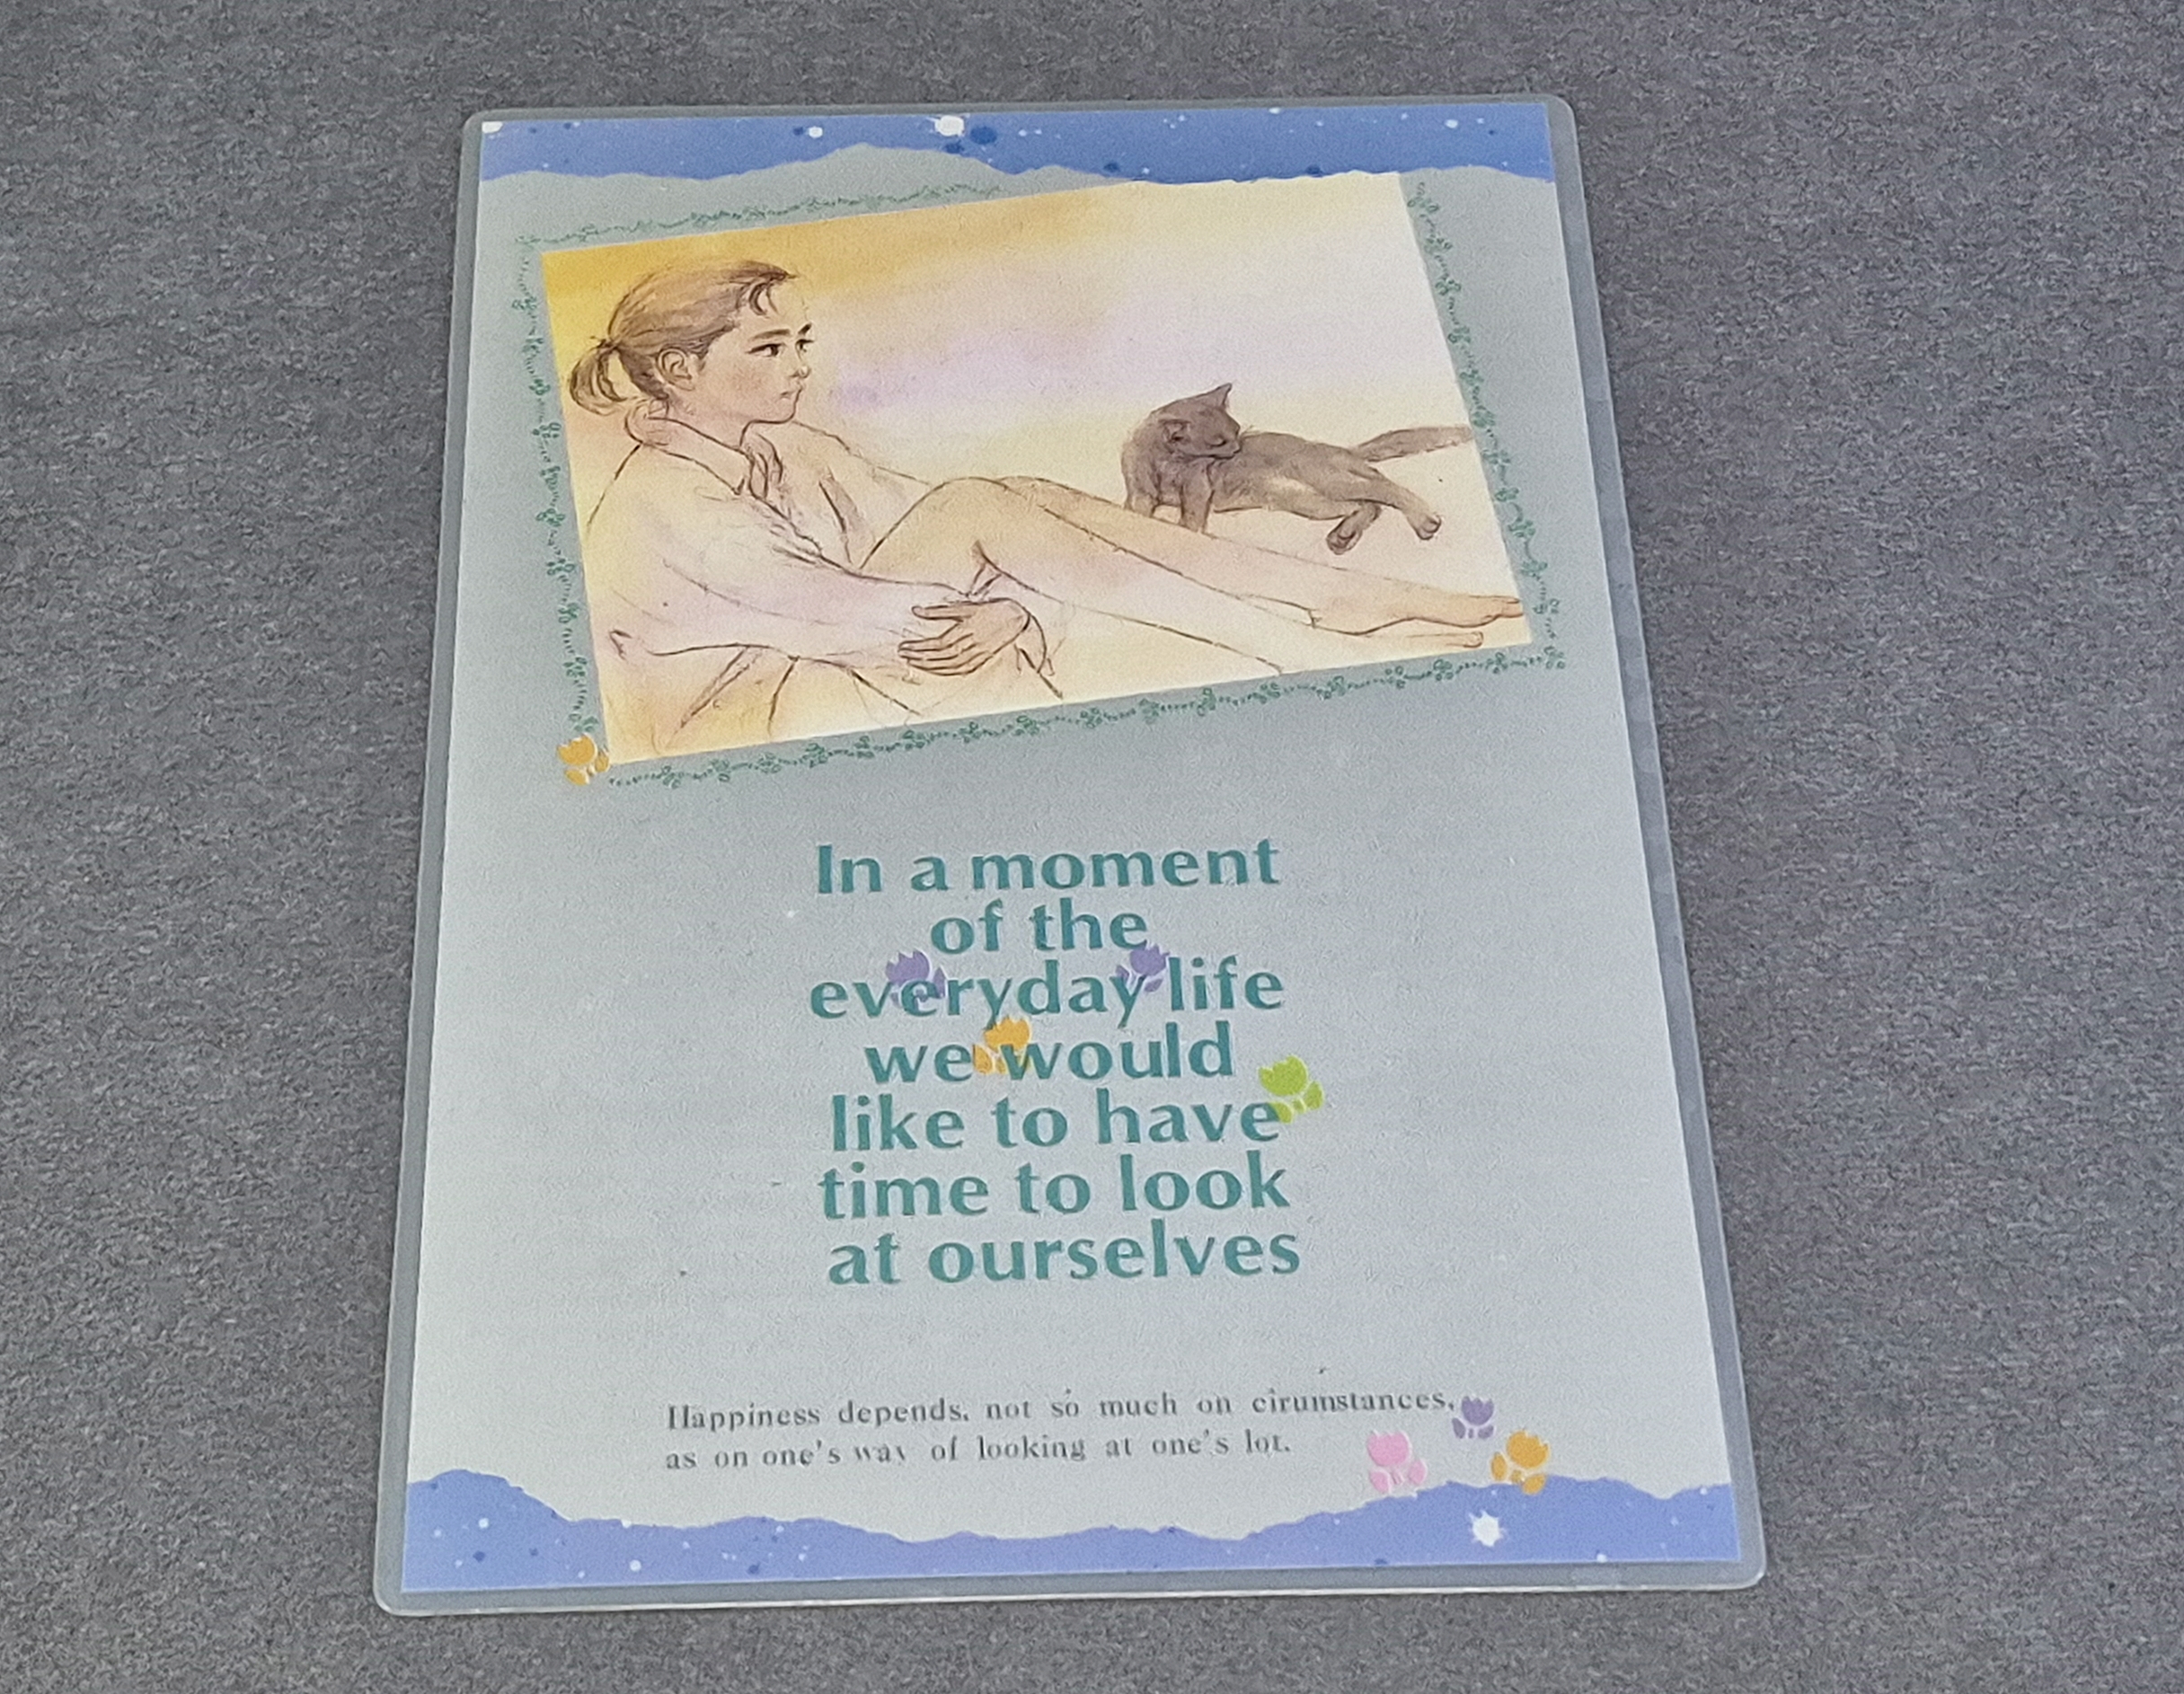 In a moment
of the
everyday life
we would
like to have
time to look
at ourselves
Happiness depends, not so much on cirumstances,
as on one's way of looking at one's lot.